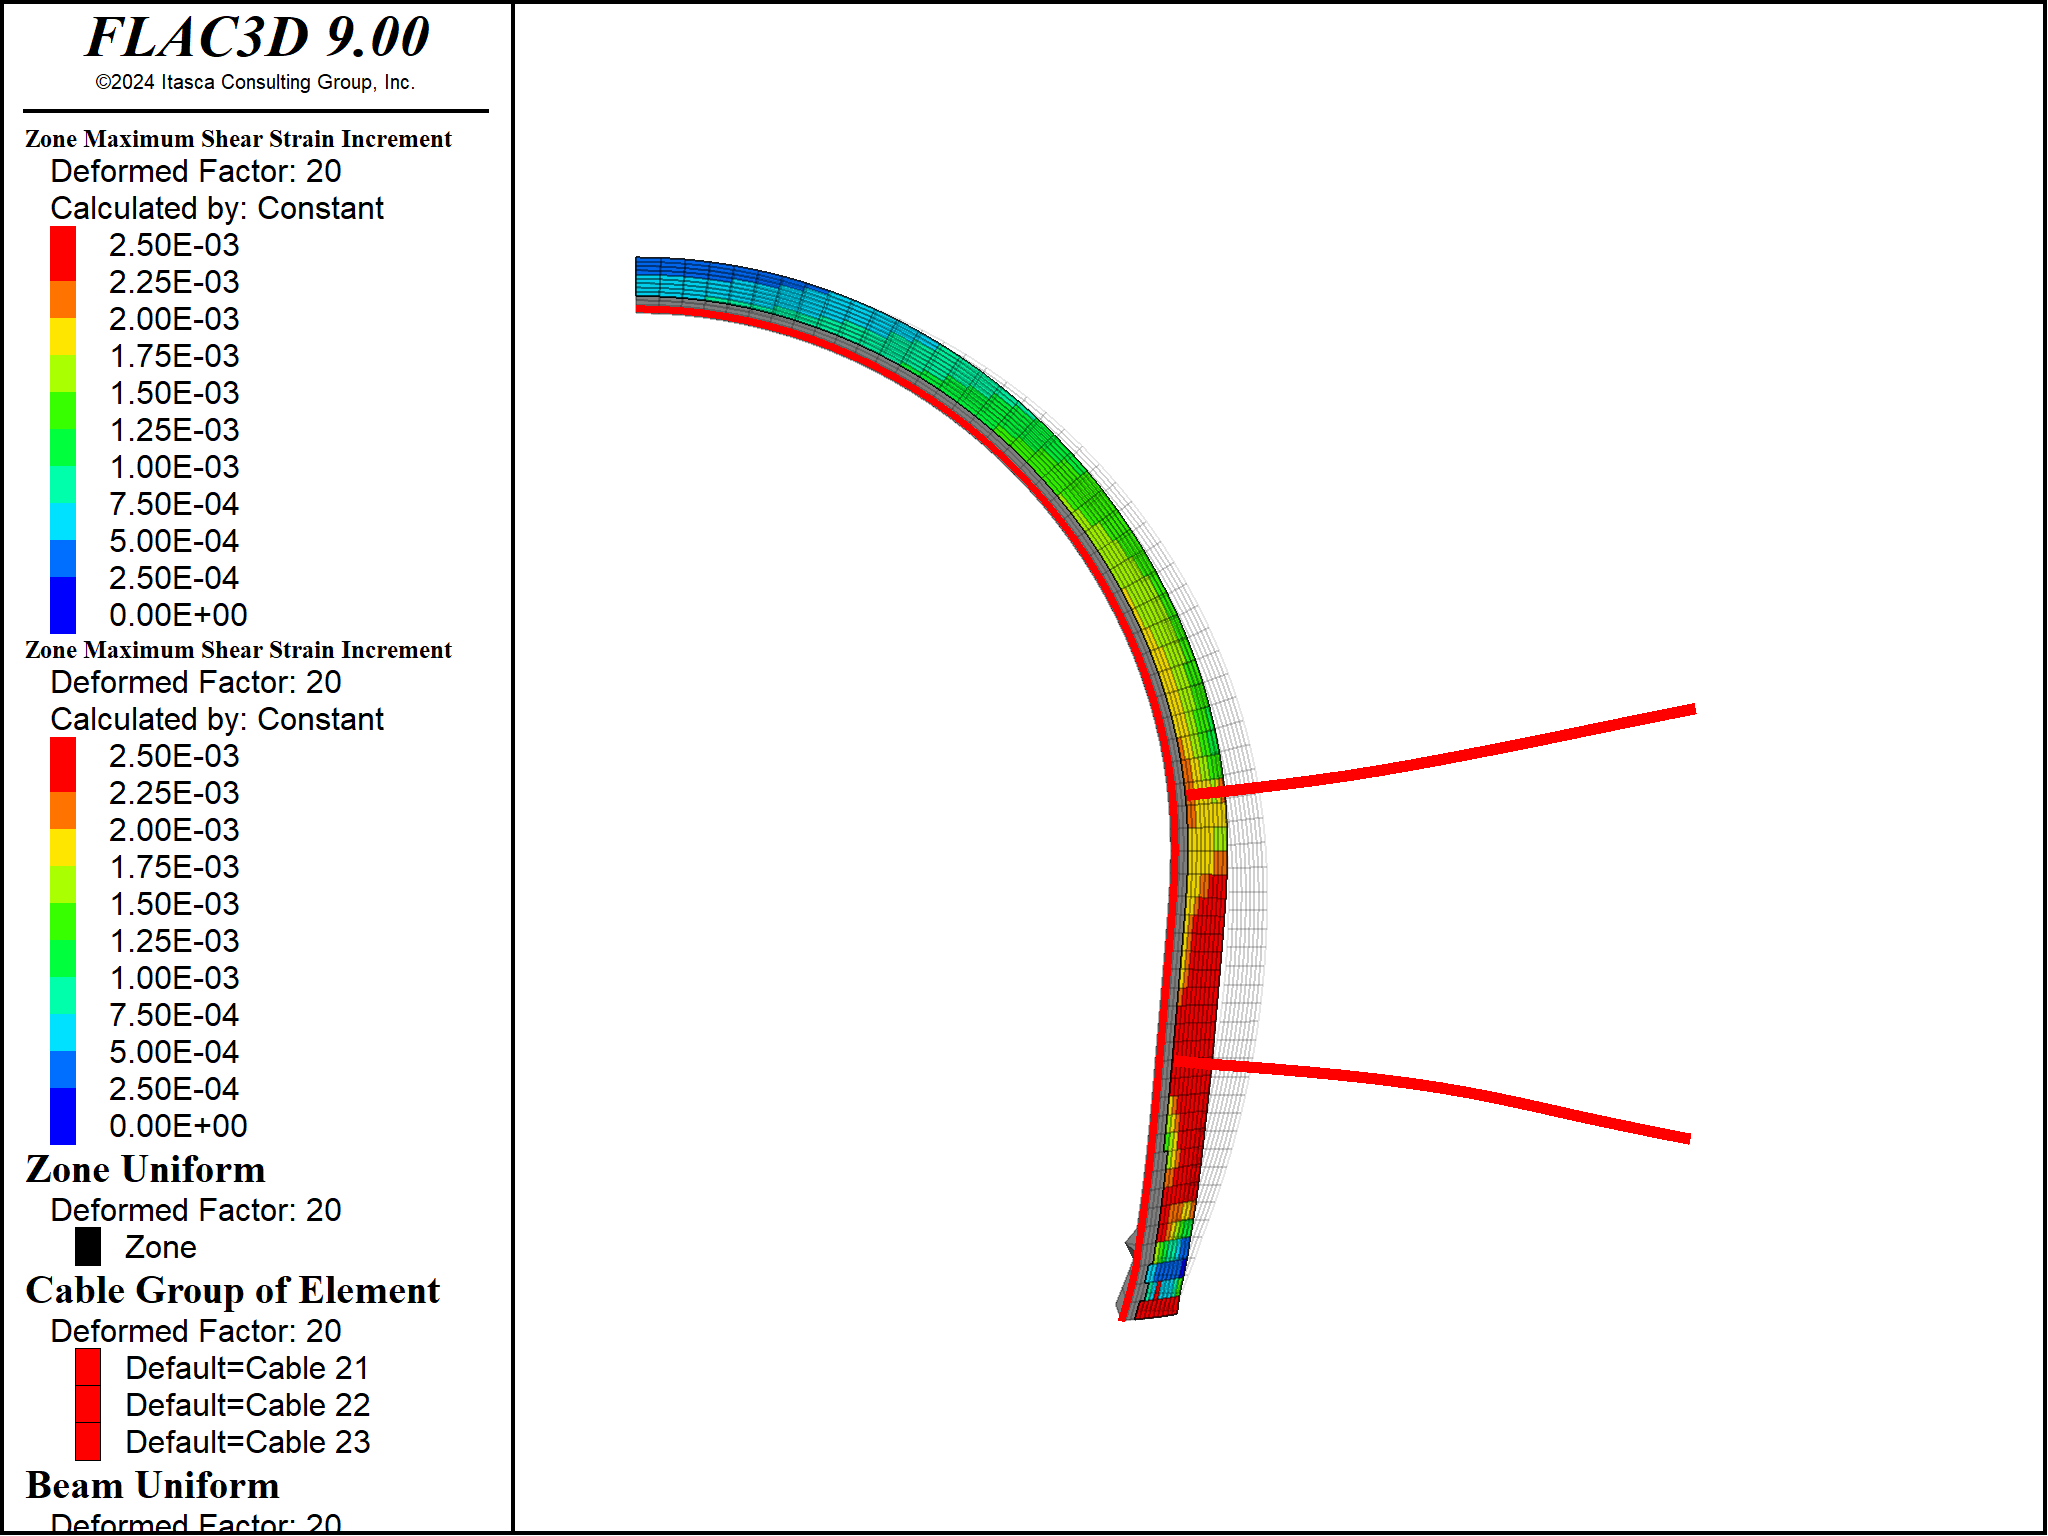 FLAC3D 9.00
©2024 Itasca Consulting Group, Inc.
Zone Maximum Shear Strain Increment
Deformed Factor: 20
Calculated by: Constant
2.50E-03
2.25E-03
2.00E-03
1.75E-03
1.50E-03
1.25E-03
1.00E-03
7.50E-04
5.00E-04
2.50E-04
0.00E+00
Zone Maximum Shear Strain Increment
Deformed Factor: 20
Calculated by: Constant
2.50E-03
2.25E-03
2.00E-03
1.75E-03
1.50E-03
1.25E-03
1.00E-03
7.50E-04
5.00E-04
2.50E-04
0.00E+00
Zone Uniform
Deformed Factor: 20
Zone
Cable Group of Element
Deformed Factor: 20
Default=Cable 21
Default=Cable 22
Default=Cable 23
Beam Uniform
Deformed Factor: 20